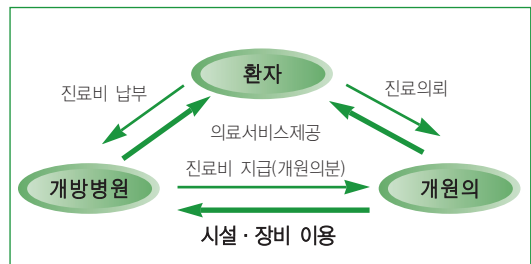 환자
진료비 납부
진료의뢰
의료서비스제공
진료비 지급(개원의분)
개방병원
개원의
시설·장비 이용